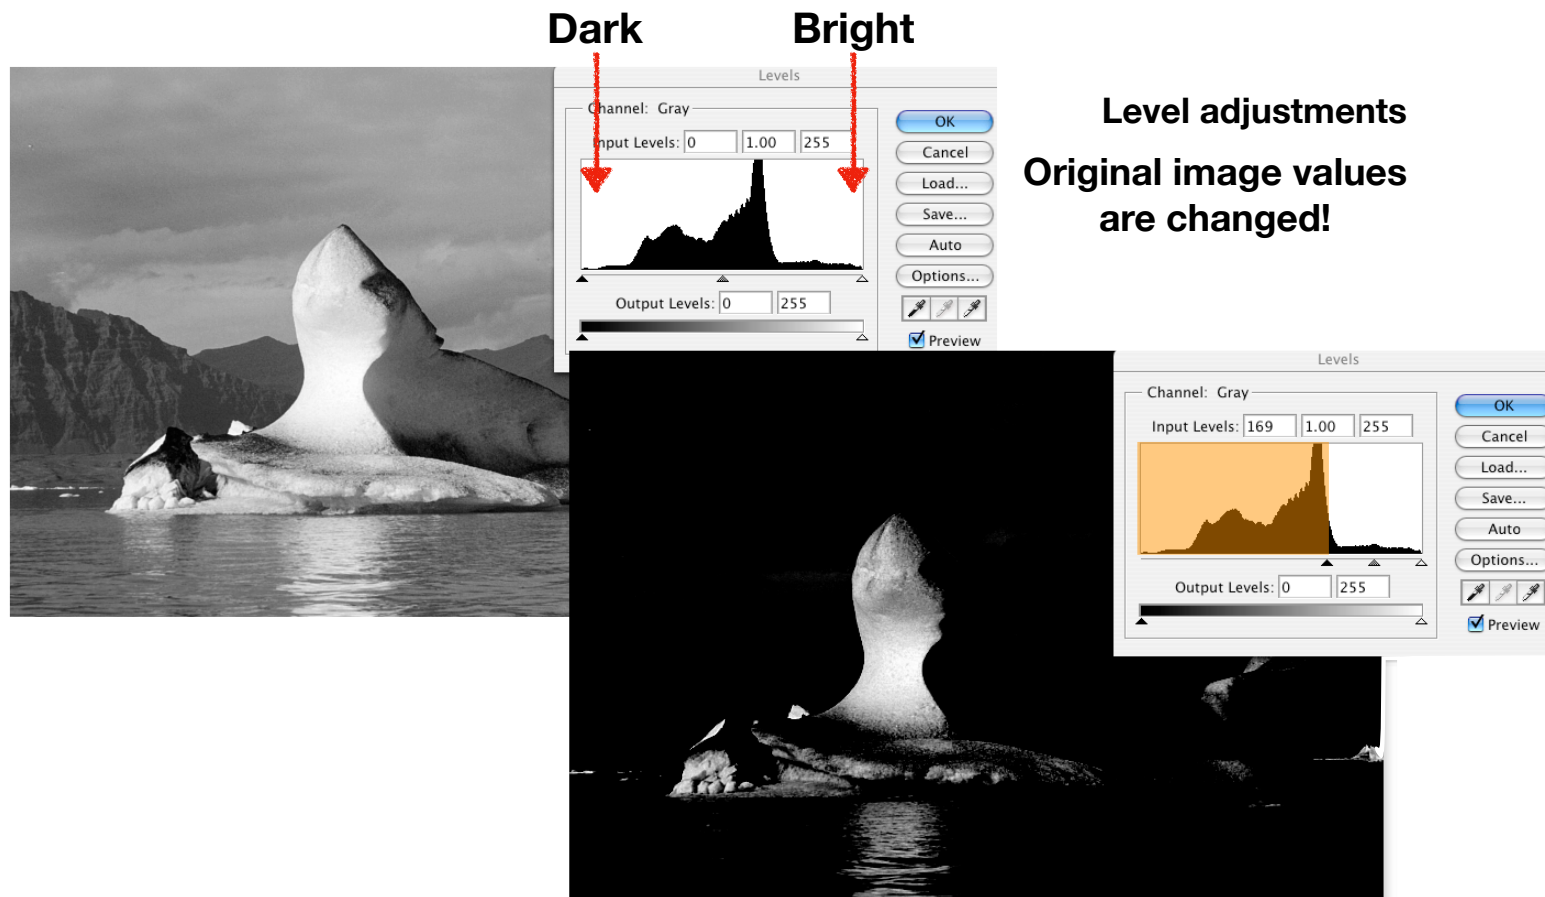 Dark
Bright
Levels
Channel: Gray
Input Levels: 0 1.00 255
Output Levels: 0 255
OK
Cancel
Load...
Save...
Auto
Options...
Preview
Level adjustments
Original image values
are changed!
Levels
Channel: Gray
Input Levels: 169 1.00 255
Output Levels: 0 255
OK
Cancel
Load...
Save...
Auto
Options...
Preview